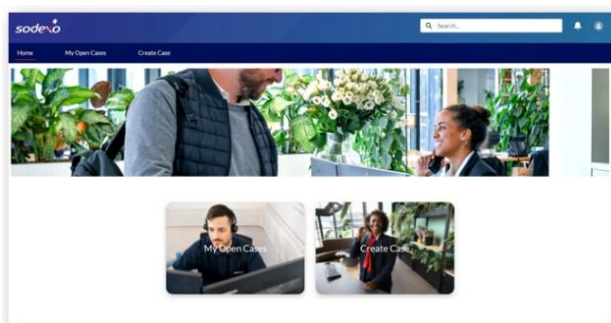 sodexo
Search...
Home
My Open Cases
Create Case
My Open Cases
Create Case